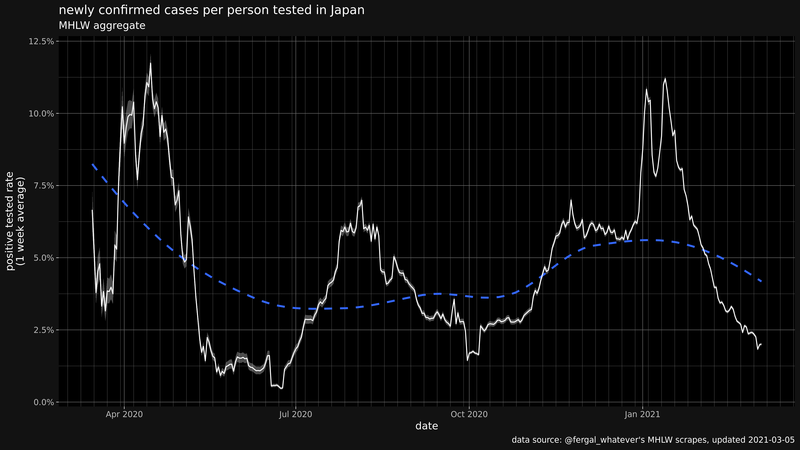 newly confirmed cases per person tested in Japan
MHLW aggregate
12.5%
10.0%
7.5%
5.0%
2.5%
0.0%
positive tested rate
(1 week average)
Apr 2020
Jul 2020
Oct 2020
Jan 2021
date
data source: @fergal_whatever's MHLW scrapes, updated 2021-03-05